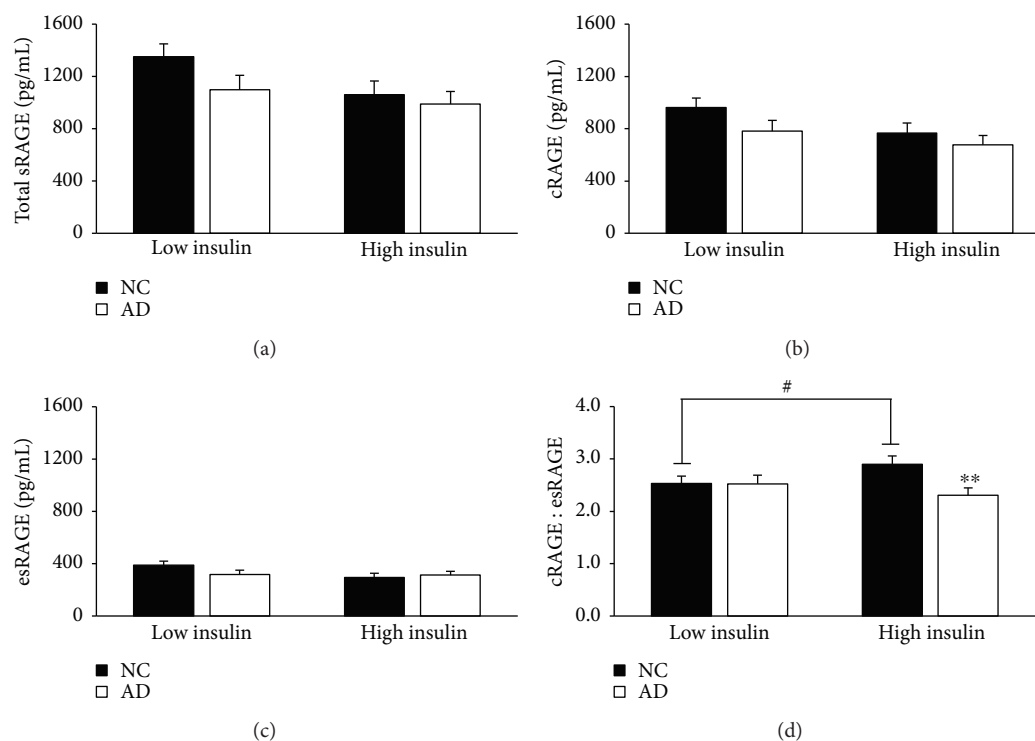 1600
1200
800
400
0
Total sRAGE (pg/mL)
Low insulin
High insulin
NC
AD
(a)
1600
1200
800
400
0
cRAGE (pg/mL)
Low insulin
High insulin
NC
AD
(b)
1600
1200
800
400
0
esRAGE (pg/mL)
Low insulin
High insulin
NC
AD
(c)
4.0
3.0
2.0
1.0
0.0
cRAGE : esRAGE
#
**
Low insulin
High insulin
NC
AD
(d)